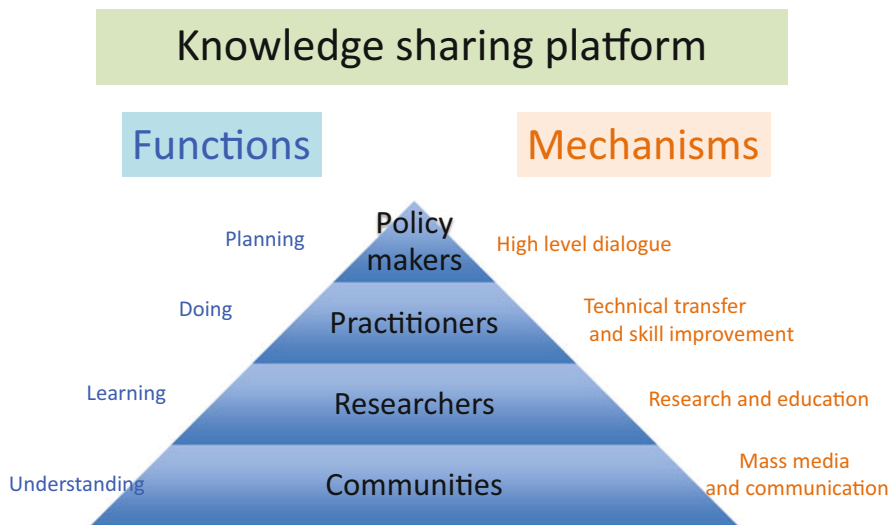 Knowledge sharing platform
Functions
Mechanisms
Planning
Policy
makers
High level dialogue
Doing
Practitioners
Technical transfer
and skill improvement
Learning
Researchers
Research and education
Understanding
Communities
Mass media
and communication